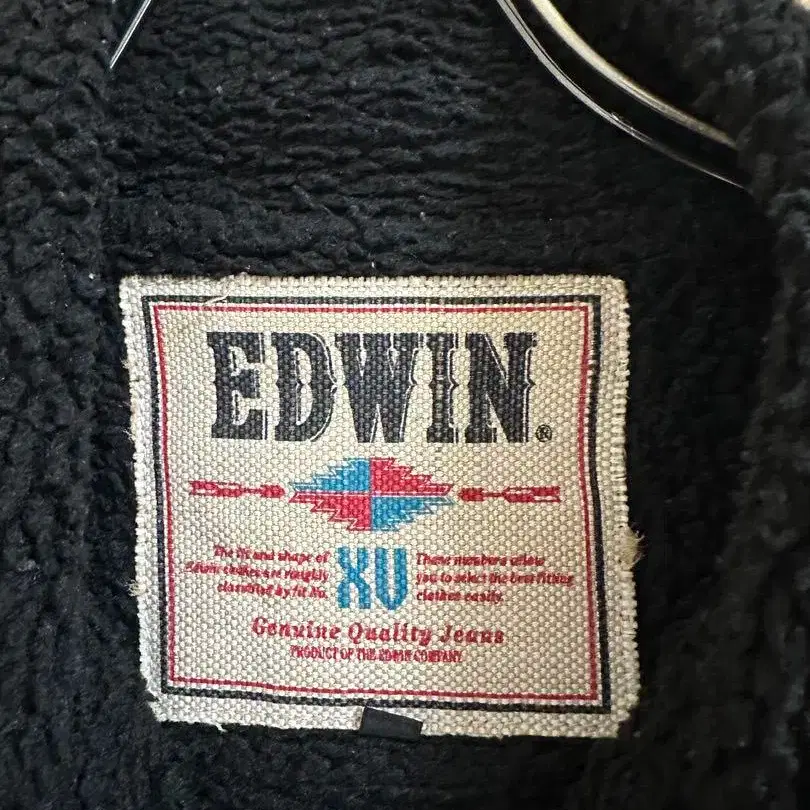 EDWIN®
The fit and shape of
Edwin clothes are roughly
classified by fit No.
XV
These numbers allow
you to select the best fitting
clothes easily.
Genuine Quality Jeans
PRODUCT OF THE EDWIN COMPANY